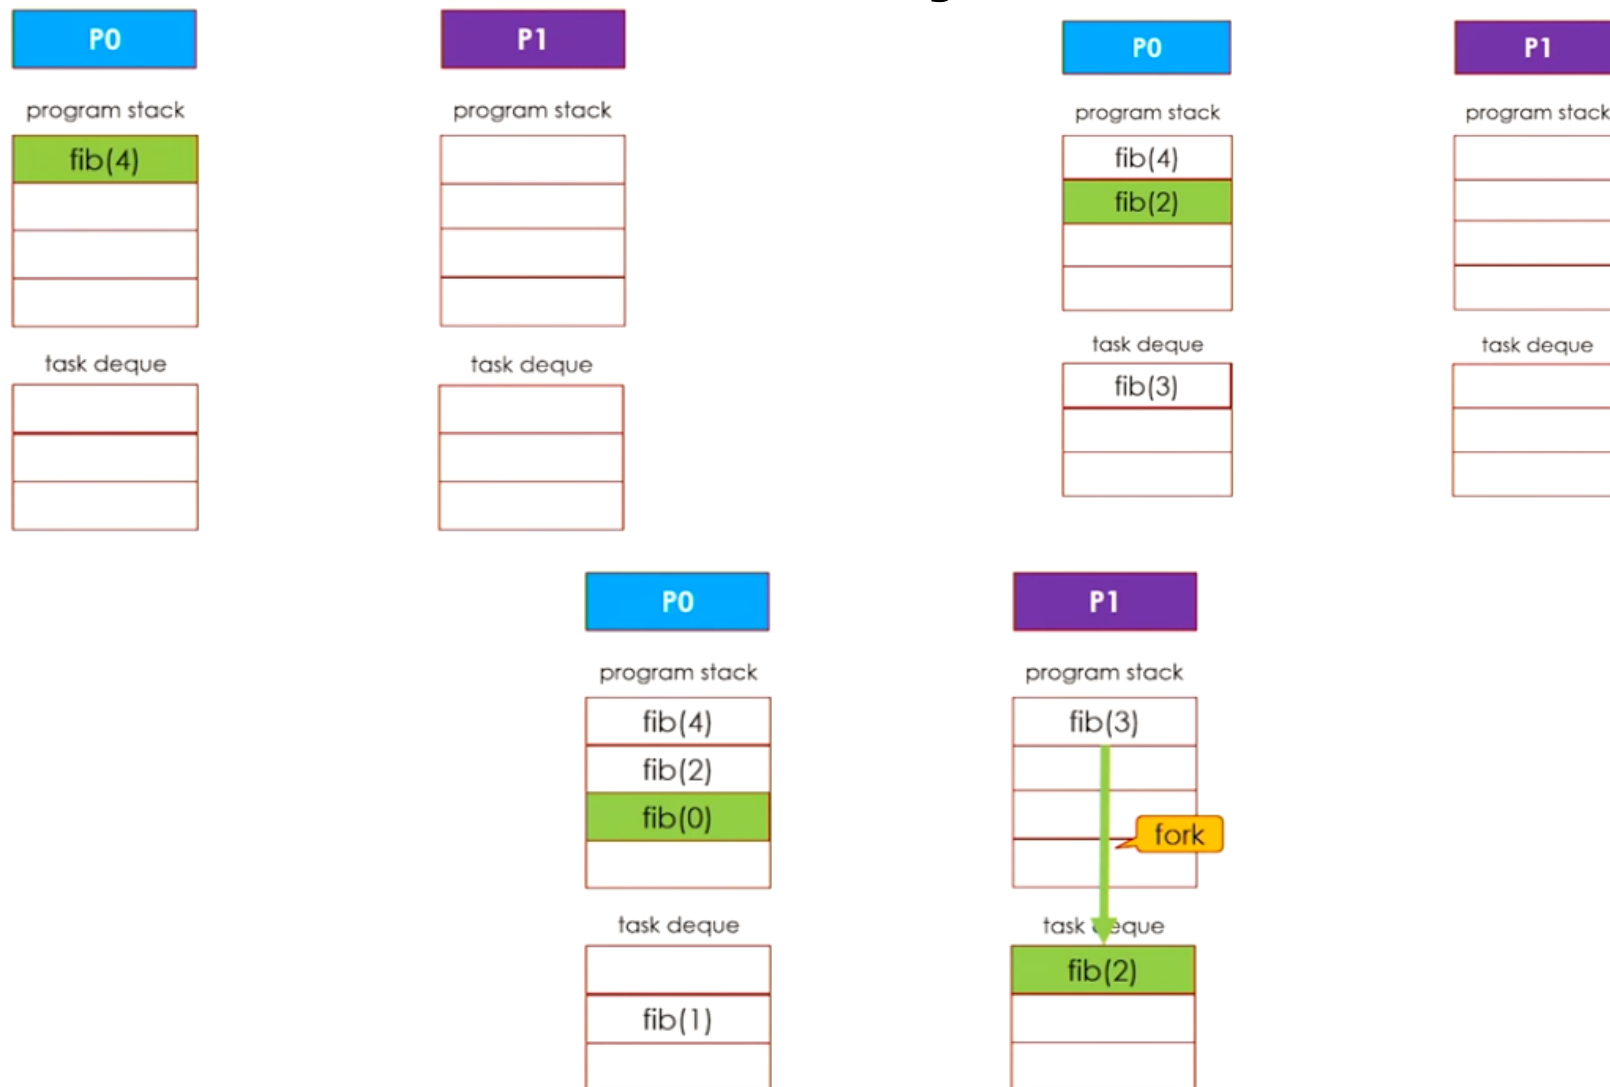 P0
P1
program stack
program stack
fib(4)
task deque
task deque
P0
P1
program stack
program stack
fib(4)
fib(2)
task deque
task deque
fib(3)
P0
P1
program stack
program stack
fib(4)
fib(3)
fib(2)
fib(0)
fork
task deque
task deque
fib(2)
fib(1)